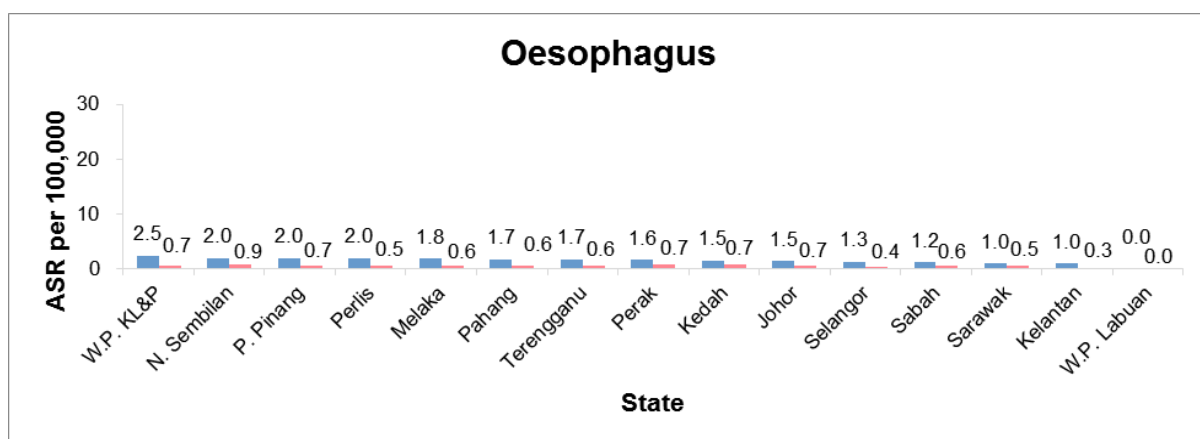 Oesophagus
ASR per 100,000
30
20
10
0
2.5 0.7 2.0 0.9 2.0 0.7 2.0 0.5 1.8 0.6 1.7 0.6 1.7 0.6 1.6 0.7 1.5 0.7 1.5 0.7 1.3 0.4 1.2 0.6 1.0 0.5 1.0 0.3 0.0 0.0
W.P. KL&P
N. Sembilan
P. Pinang
Perlis
Melaka
Pahang
Terengganu
Perak
Kedah
Johor
Selangor
Sabah
Sarawak
Kelantan
W.P. Labuan
State